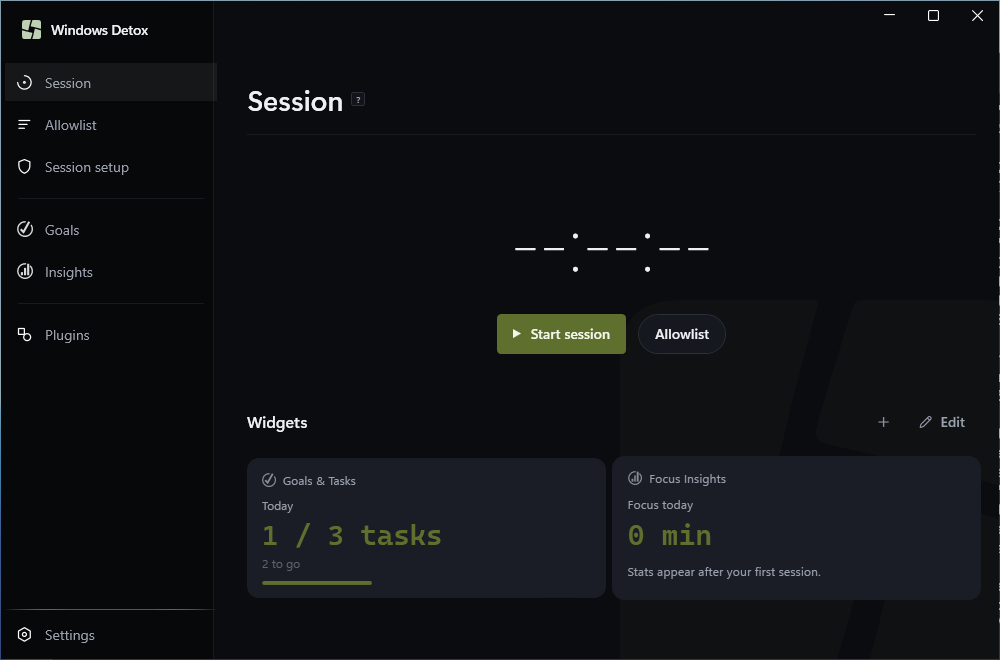 Windows Detox
Session
Allowlist
Session setup
Goals
Insights
Plugins
Settings
Session ?
--:--:--
Start session
Allowlist
Widgets
+ Edit
Goals & Tasks
Today
1 / 3 tasks
2 to go
Focus Insights
Focus today
0 min
Stats appear after your first session.